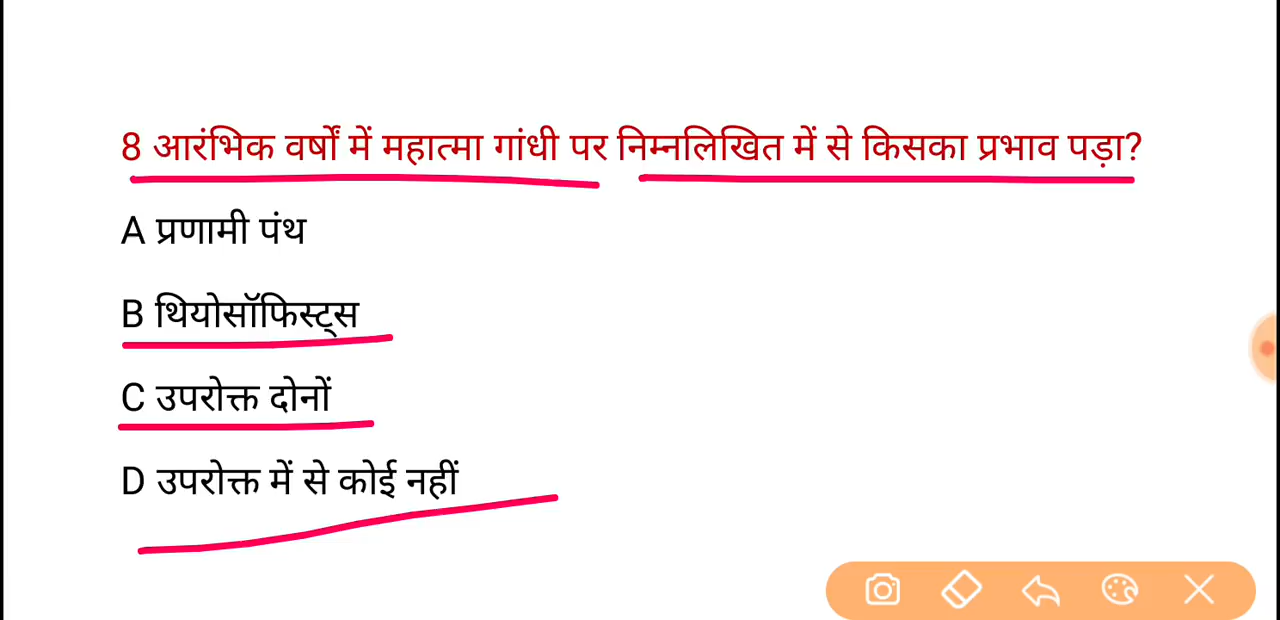 8 आरंभिक वर्षों में महात्मा गांधी पर निम्नलिखित में से किसका प्रभाव पड़ा?
A प्रणामी पंथ
B थियोसॉफिस्ट्स
C उपरोक्त दोनों
D उपरोक्त में से कोई नहीं